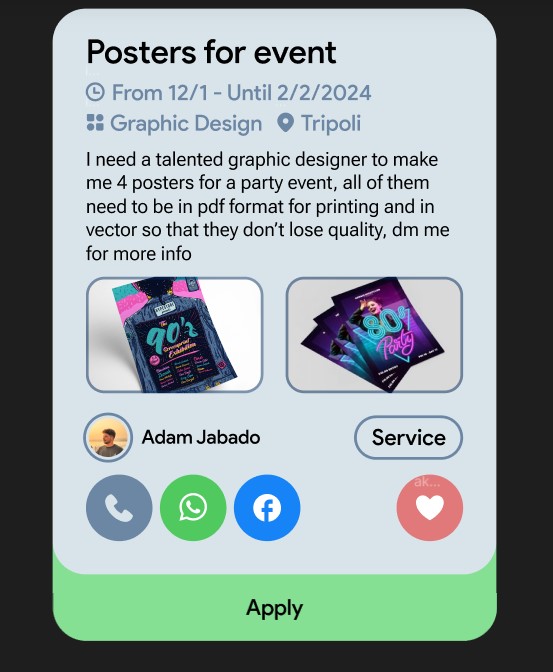 Posters for event
From 12/1 - Until 2/2/2024
Graphic Design Tripoli
I need a talented graphic designer to make
me 4 posters for a party event, all of them
need to be in pdf format for printing and in
vector so that they don't lose quality, dm me
for more info
The
90's
Exhibition
80's
Party
Adam Jabado
Service
ak...
Apply